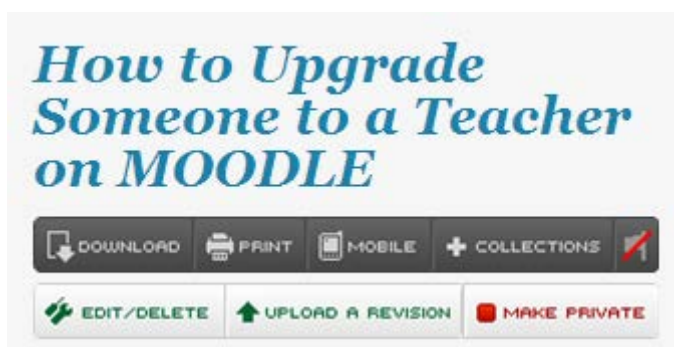 How to Upgrade
Someone to a Teacher
on MOODLE
DOWNLOAD PRINT MOBILE COLLECTIONS
EDIT/DELETE UPLOAD A REVISION MAKE PRIVATE